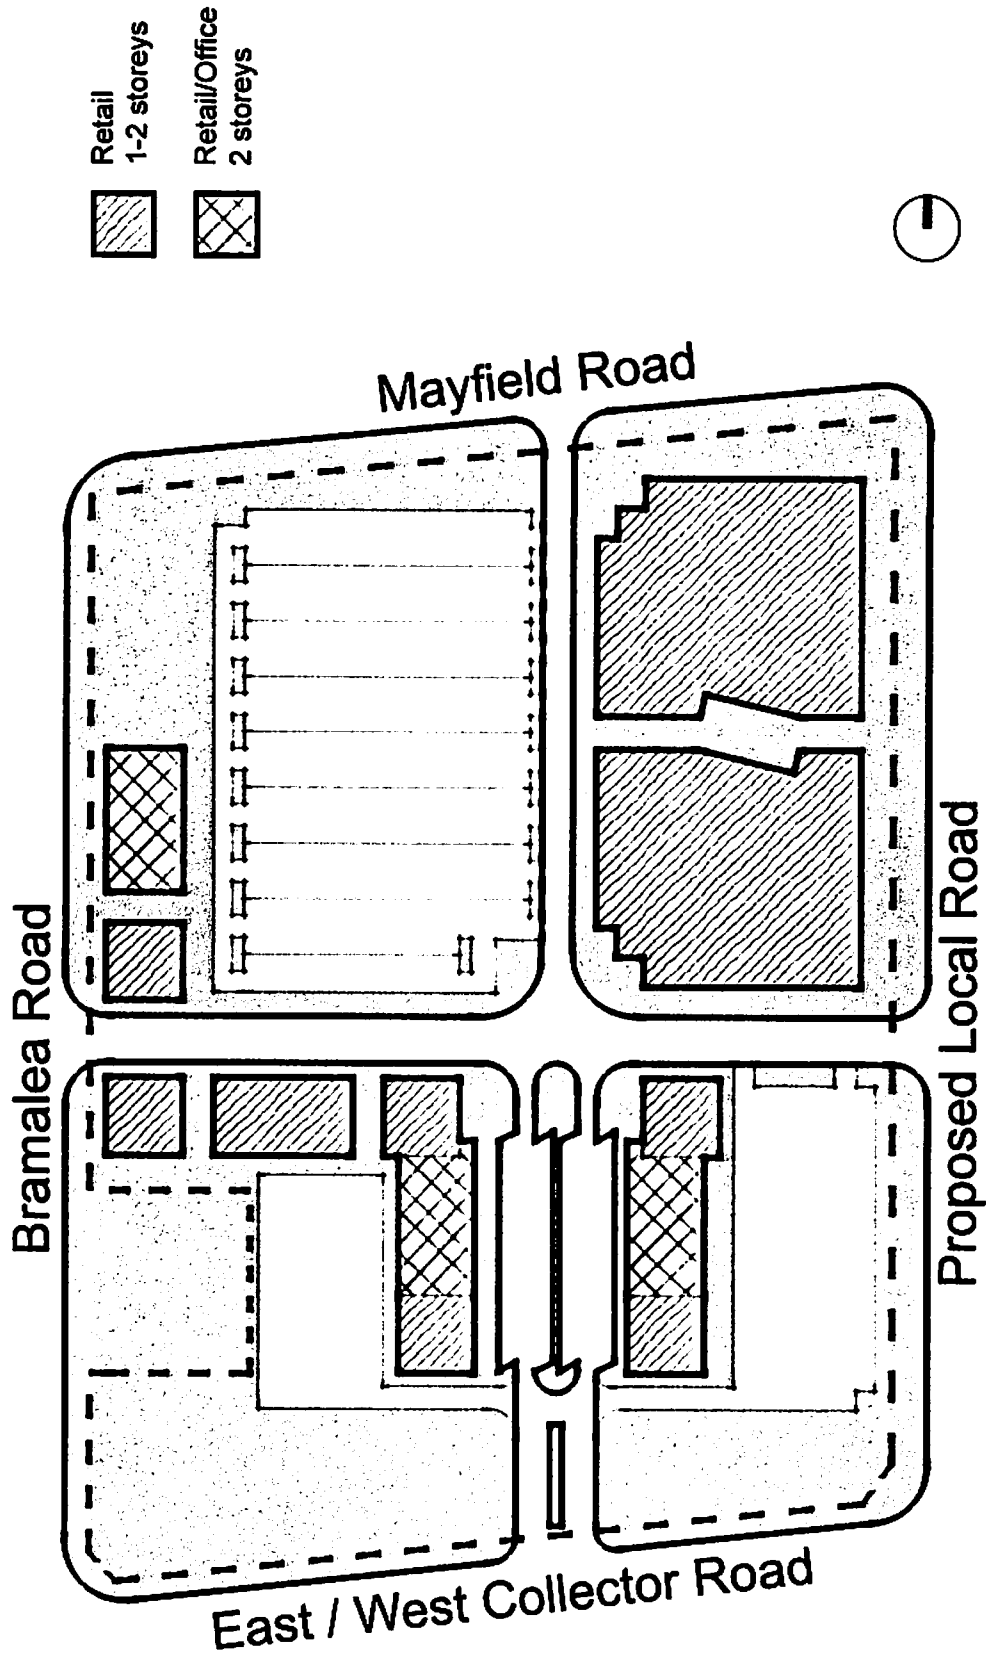 Retail
1-2 storeys
Retail/Office
2 storeys
Mayfield Road
Bramalea Road
Proposed Local Road
East / West Collector Road